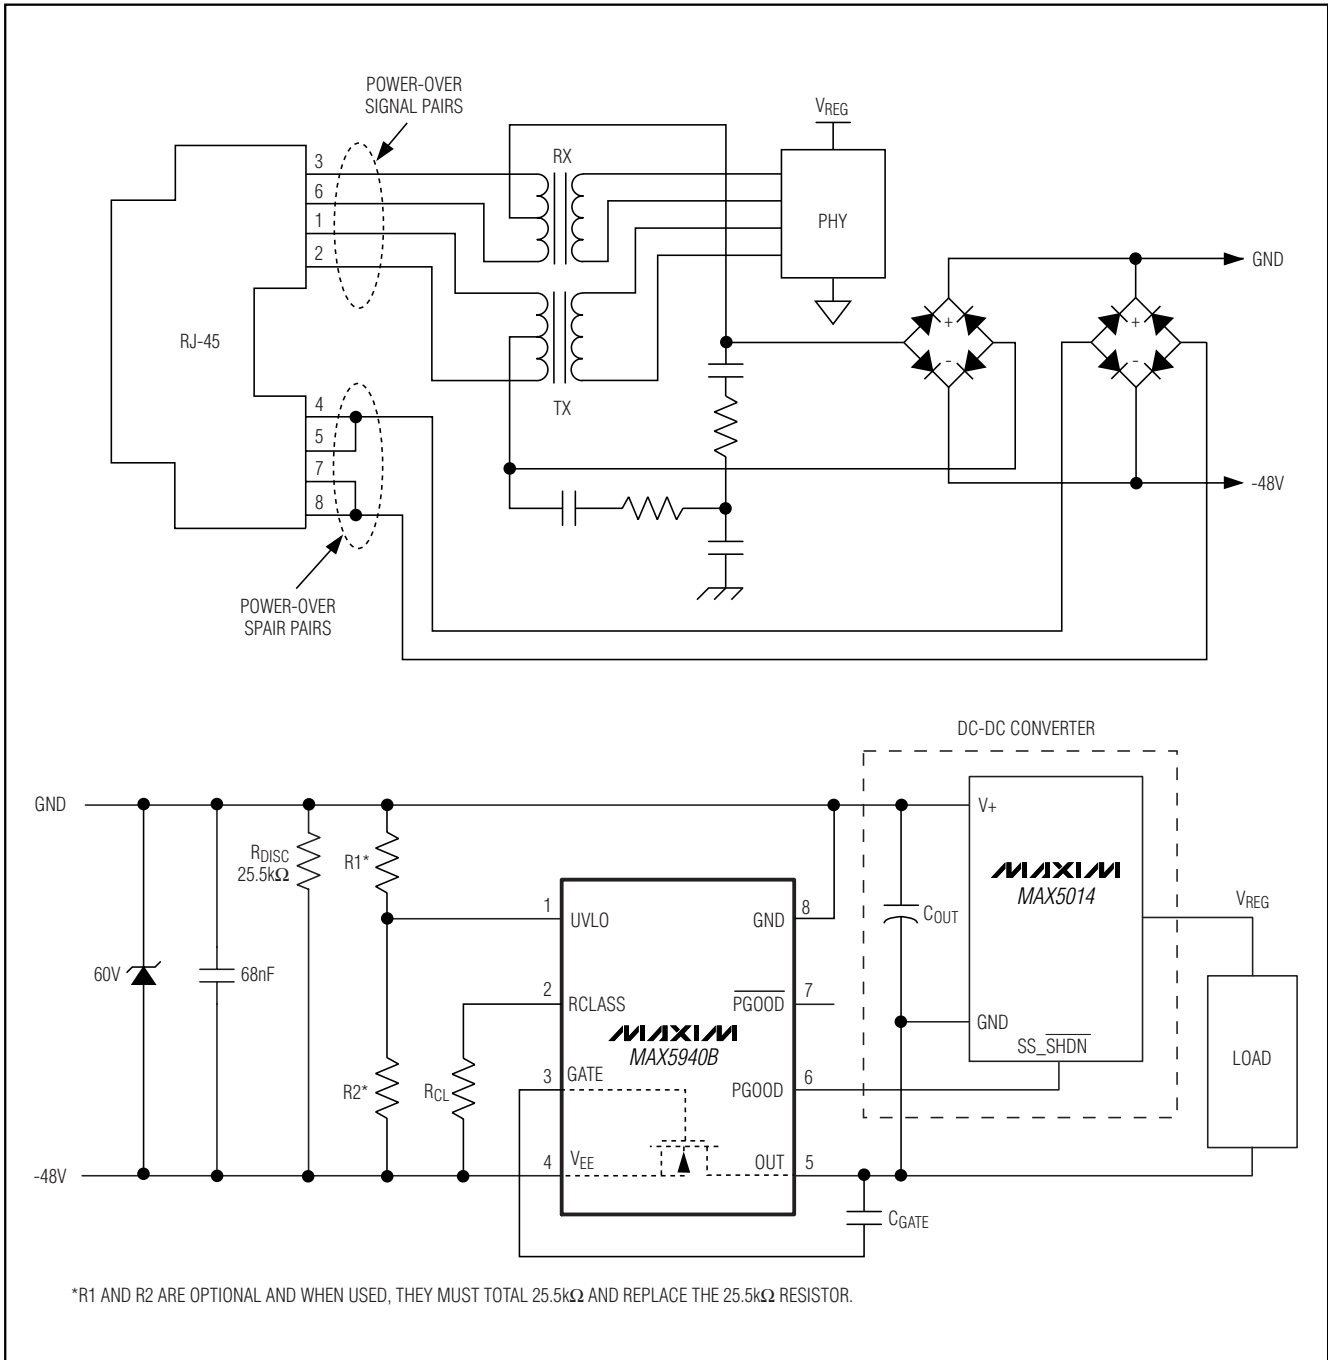 POWER-OVER
SIGNAL PAIRS
VREG
RX
3
6
1
2
PHY
GND
+
+
RJ-45
-
-
TX
4
5
7
8
-48V
POWER-OVER
SPAIR PAIRS
DC-DC CONVERTER
GND
V+
RDISC
25.5kΩ
R1*
MAXIM
MAX5014
1
UVLO
GND
8
COUT
VREG
60V
68nF
2
RCLASS
PGOOD
7
GND
MAXIM
MAX5940B
SS_SHDN
LOAD
3
GATE
R2*
RCL
PGOOD
6
4
VEE
OUT
5
-48V
CGATE
*R1 AND R2 ARE OPTIONAL AND WHEN USED, THEY MUST TOTAL 25.5kΩ AND REPLACE THE 25.5kΩ RESISTOR.